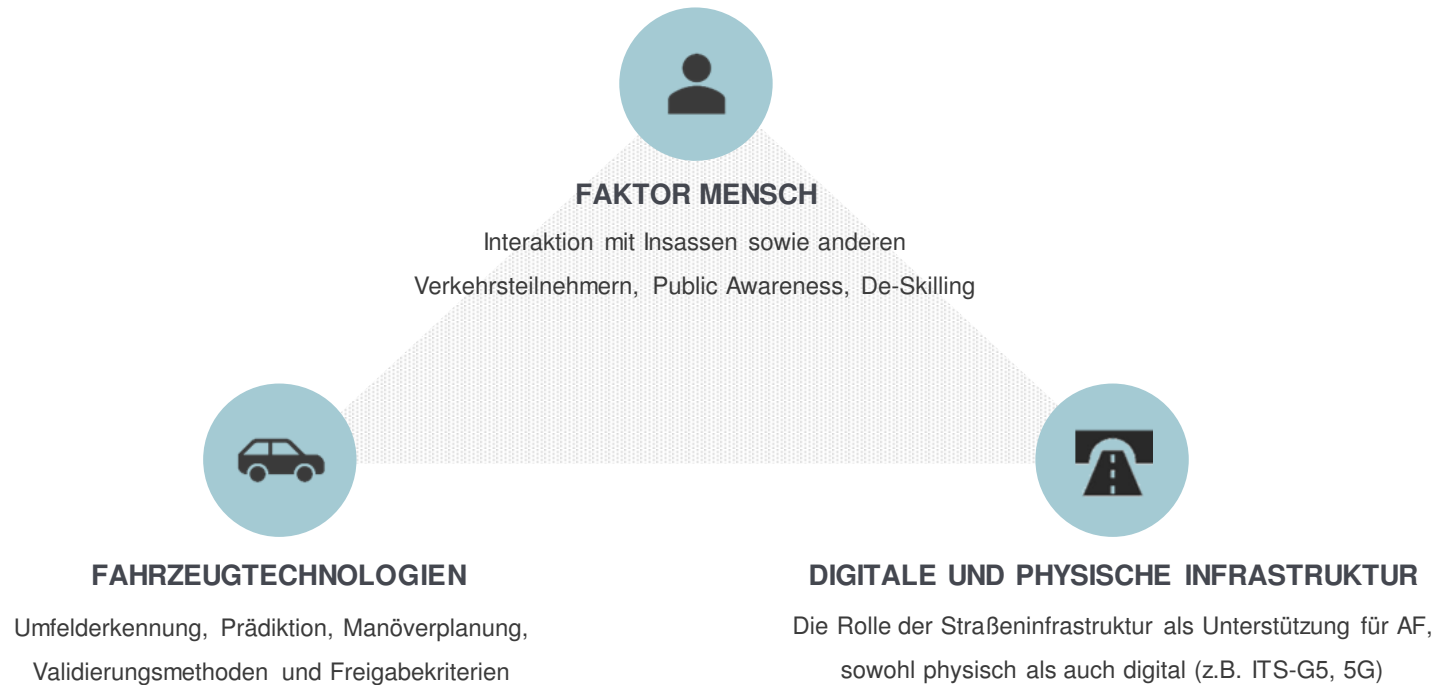 FAKTOR MENSCH
Interaktion mit Insassen sowie anderen
Verkehrsteilnehmern, Public Awareness, De-Skilling
FAHRZEUGTECHNOLOGIEN
Umfelderkennung, Prädiktion, Manöverplanung,
Validierungsmethoden und Freigabekriterien
DIGITALE UND PHYSISCHE INFRASTRUKTUR
Die Rolle der Straßeninfrastruktur als Unterstützung für AF,
sowohl physisch als auch digital (z.B. ITS-G5, 5G)